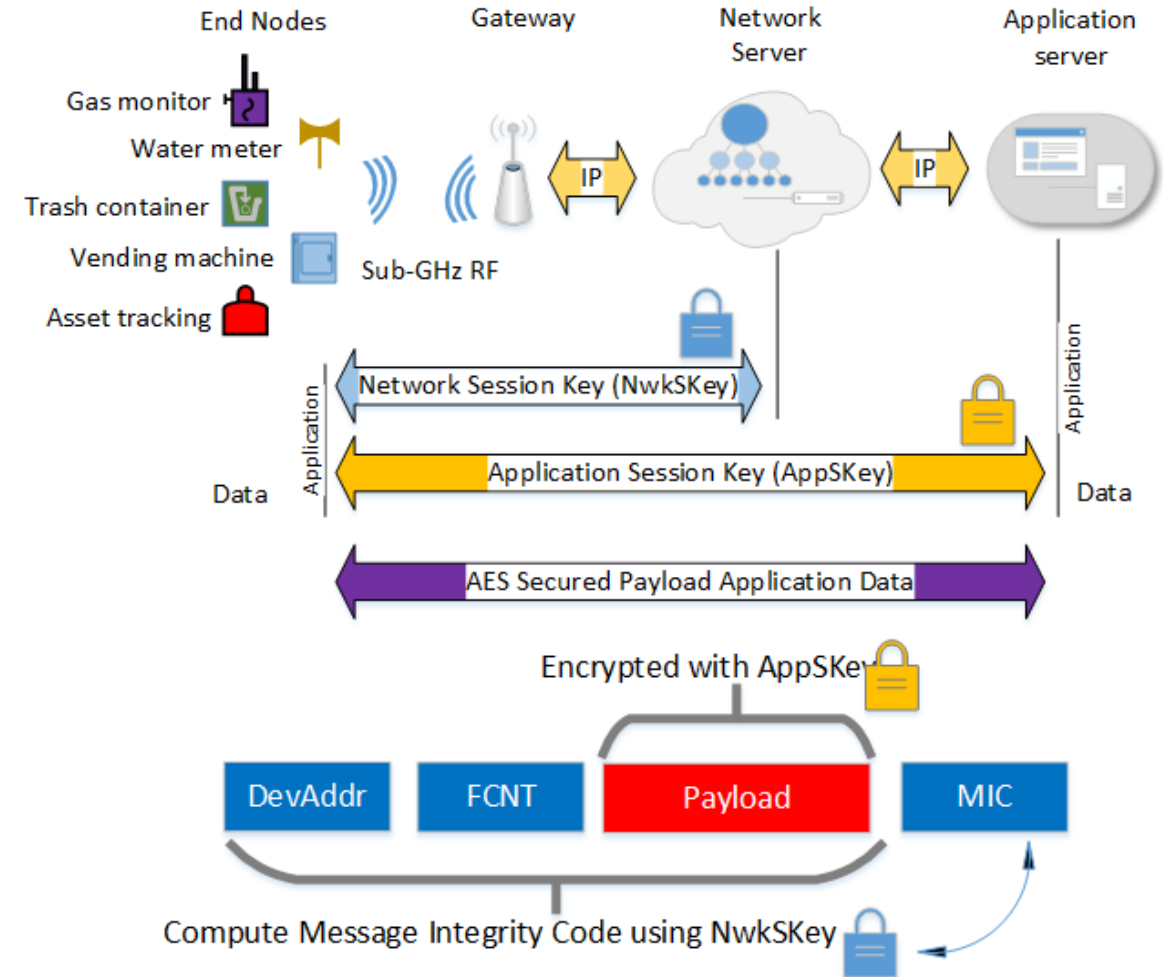 End Nodes
Gateway
Network
Server
Application
server
Gas monitor
Water meter
Trash container
Vending machine
Asset tracking
Sub-GHz RF
IP
IP
Network Session Key (NwkSKey)
Application
Application
Application Session Key (AppSKey)
Data
Data
AES Secured Payload Application Data
Encrypted with AppSKey
DevAddr
FCNT
Payload
MIC
Compute Message Integrity Code using NwkSKey